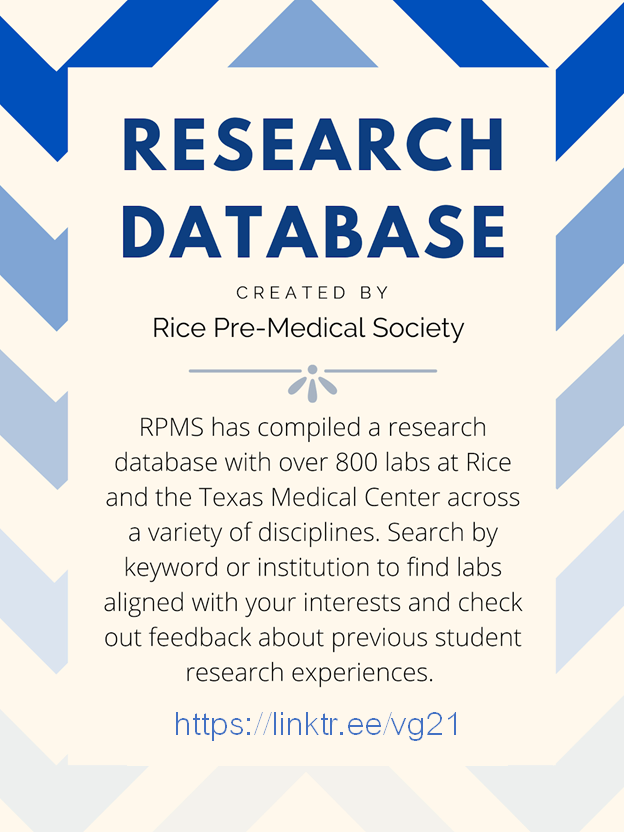 RESEARCH
DATABASE
CREATED BY
Rice Pre-Medical Society
RPMS has compiled a research
database with over 800 labs at Rice
and the Texas Medical Center across
a variety of disciplines. Search by
keyword or institution to find labs
aligned with your interests and check
out feedback about previous student
research experiences.
https://linktr.ee/vg21